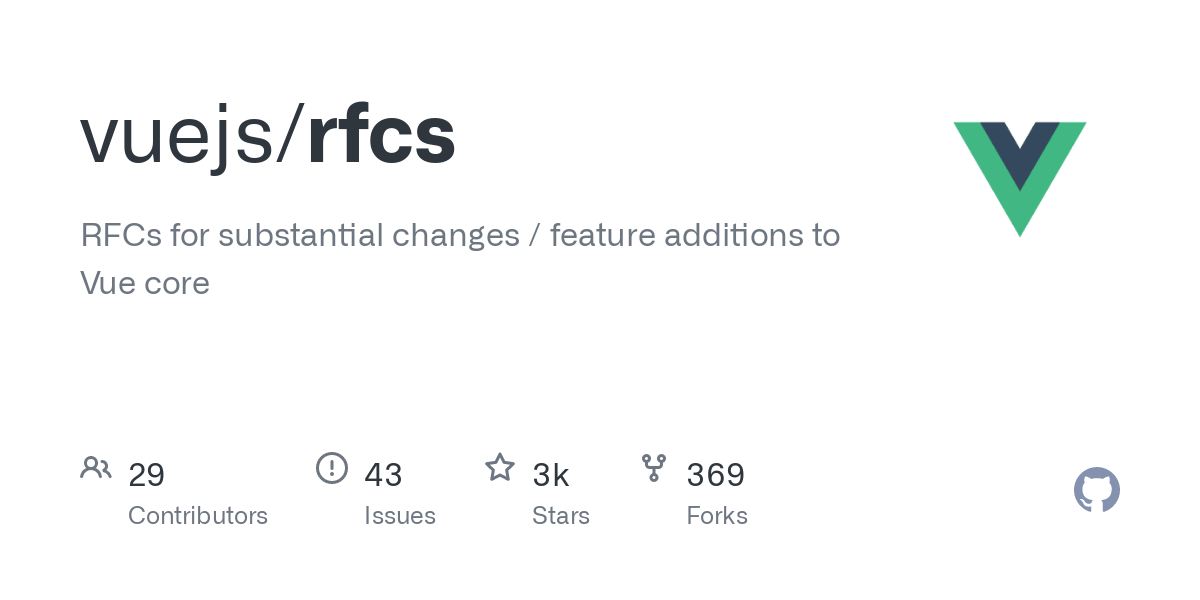 vuejs/rfcs
RFCs for substantial changes / feature additions to
Vue core
29 43 3k 369
Contributors Issues Stars Forks